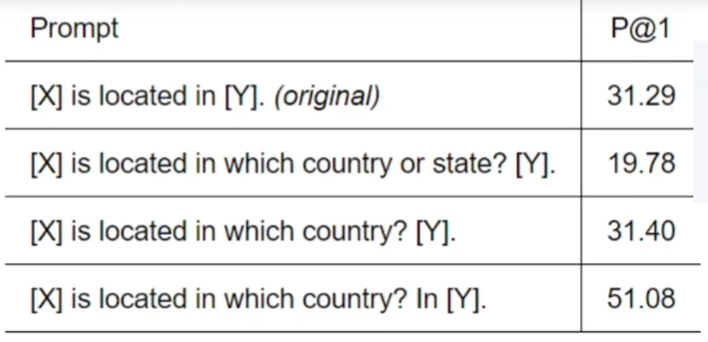 Prompt P@1
[X] is located in [Y]. (original) 31.29
[X] is located in which country or state? [Y]. 19.78
[X] is located in which country? [Y]. 31.40
[X] is located in which country? In [Y]. 51.08